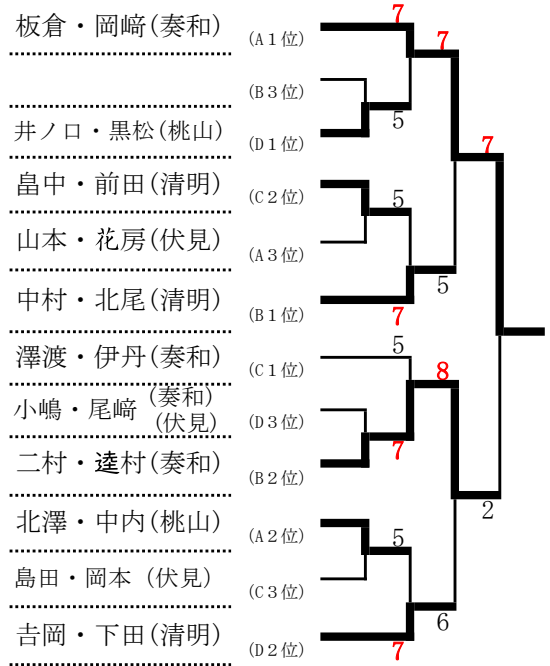 板倉・岡﨑(奏和) (A１位) 7 7
(B３位) 5
井ノ口・黒松(桃山) (D１位) 7
畠中・前田(清明) (C２位) 5
山本・花房(伏見) (A３位)
5
中村・北尾(清明) (B１位) 7
澤渡・伊丹(奏和) (C１位) 5 8
小嶋・尾﨑 (奏和)
(伏見) (D３位) 7
二村・逵村(奏和) (B２位) 2
北澤・中内(桃山) (A２位) 5
島田・岡本 (伏見) (C３位)
6
吉岡・下田(清明) (D２位) 7